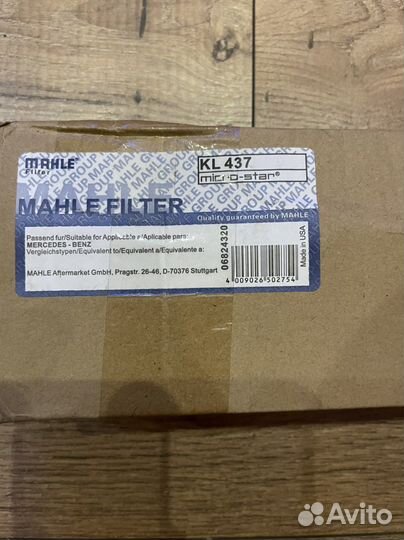 MAHLE
Filter
KL 437
micro-star®
MAHLE FILTER
Quality guaranteed by MAHLE
Passend fur/Suitable for Applicable a/Aplicable para:
MERCEDES - BENZ
Vergleichstypen/Equivalent to/Equivalent a/Equivalente a:
MAHLE Aftermarket GmbH, Pragstr. 26-46, D-70376 Stuttgart
06824320
4 009026 502754
Made in USA
Avito